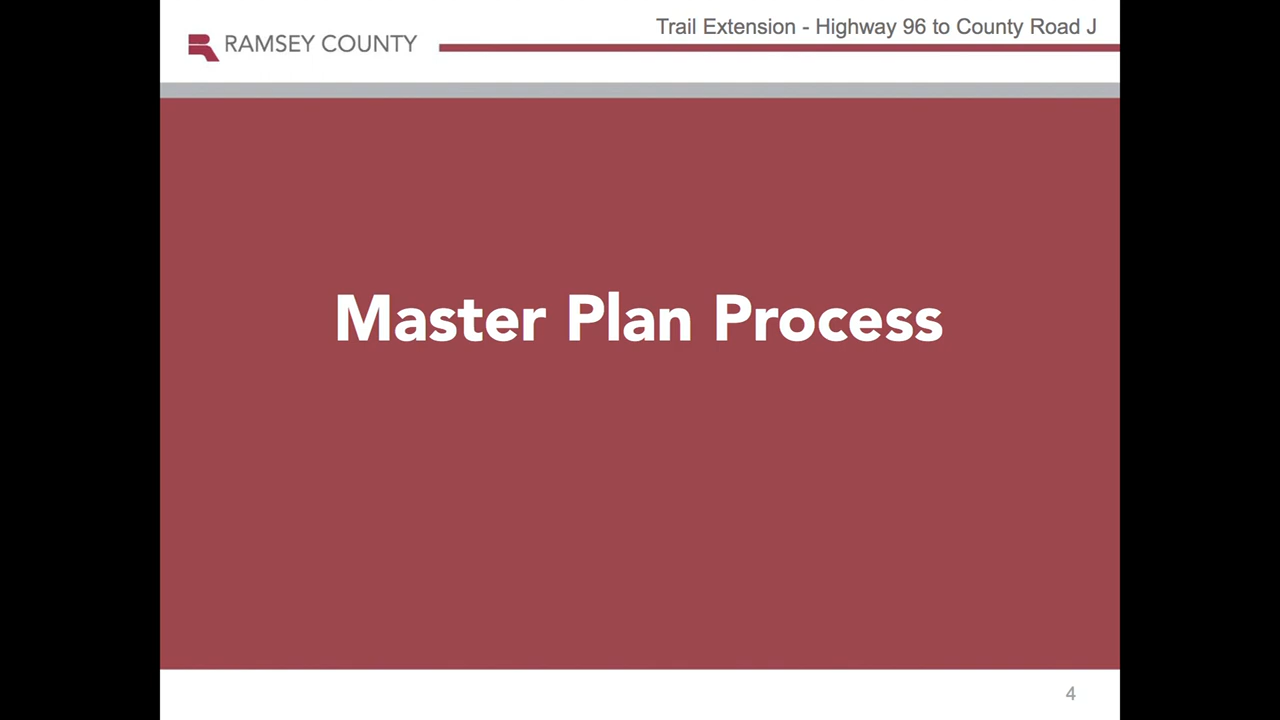 Trail Extension - Highway 96 to County Road J
RAMSEY COUNTY
Master Plan Process
4